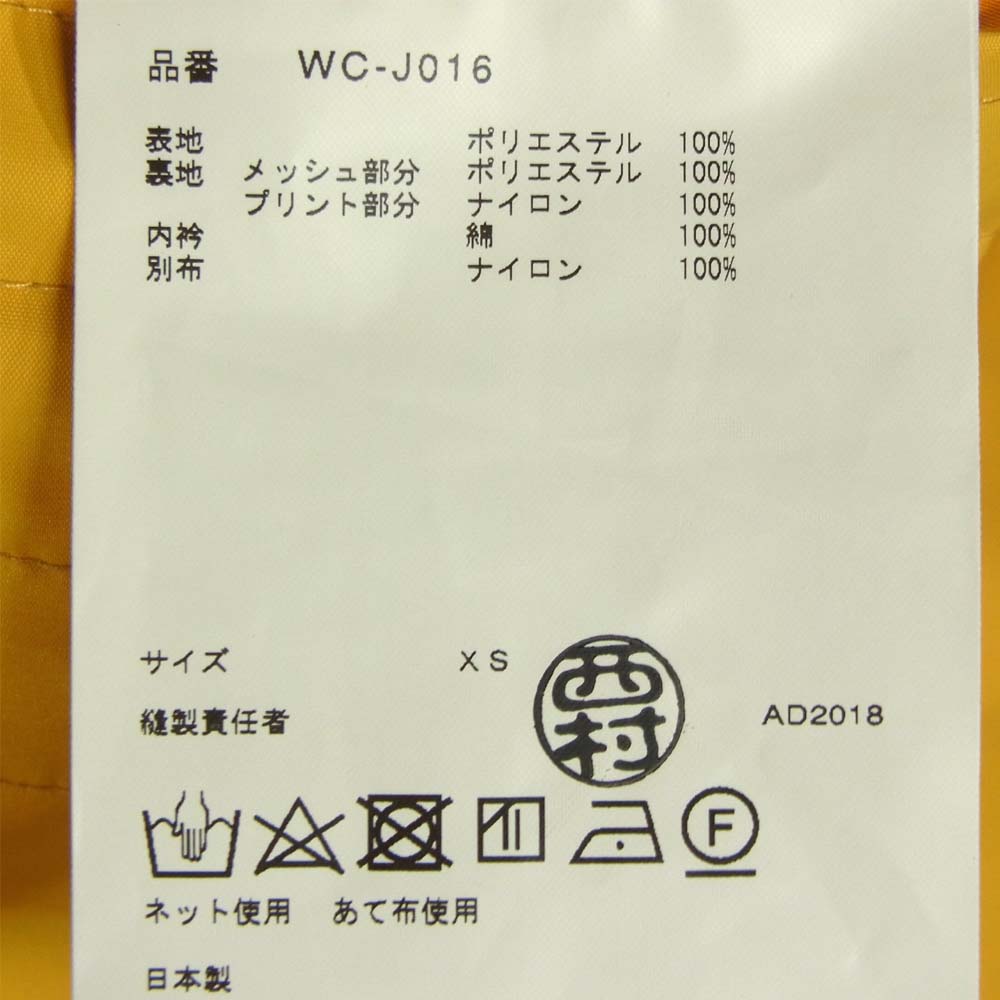 品番 WC-J016
表地 ポリエステル 100%
裏地 メッシュ部分 ポリエステル 100%
プリント部分 ナイロン 100%
内衿 綿 100%
別布 ナイロン 100%
サイズ XS
西村
縫製責任者 AD2018
F
ネット使用 あて布使用
日本製